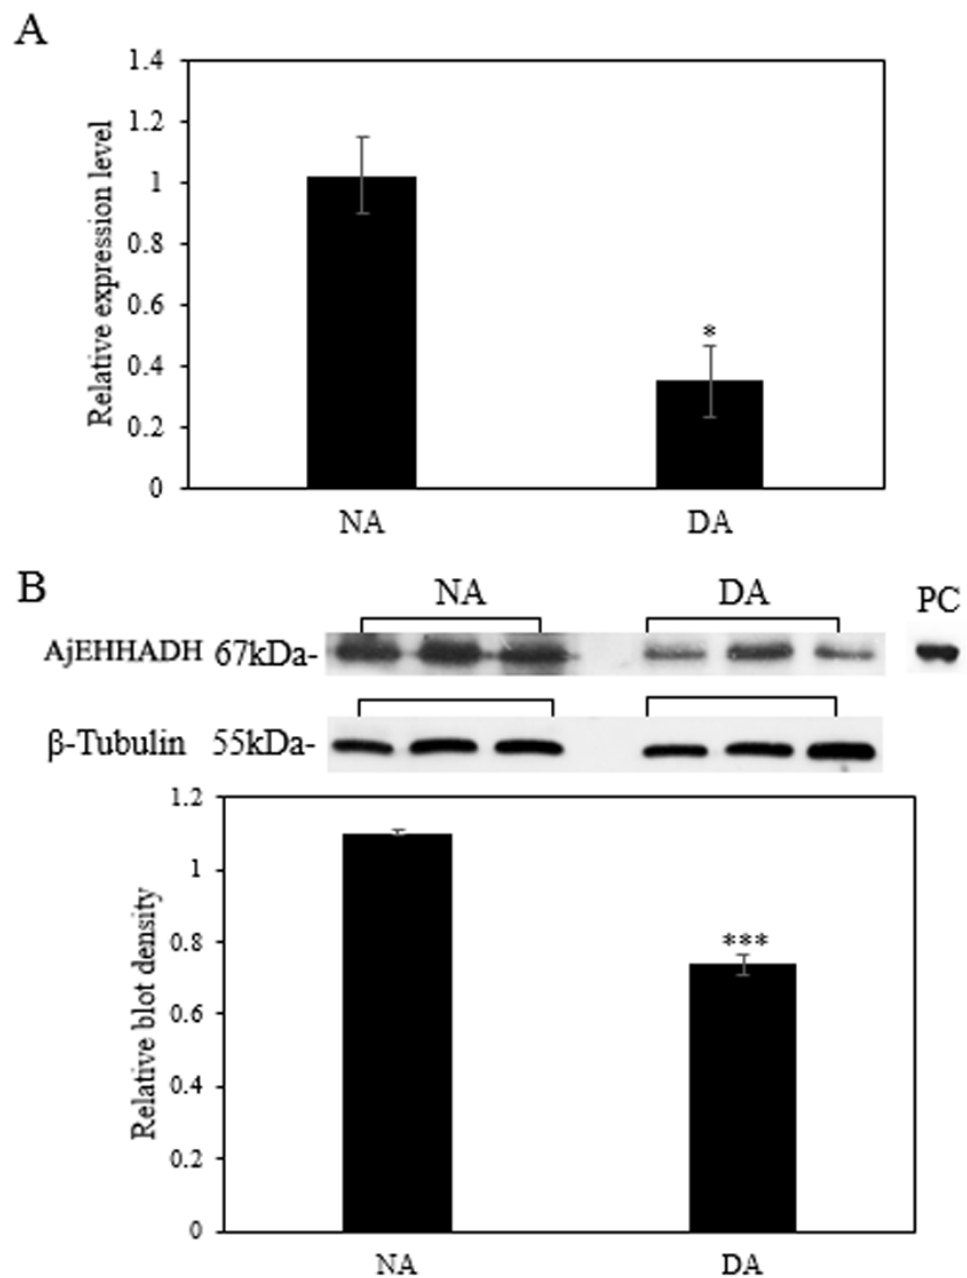 A
1.4
1.2
1
0.8
0.6
0.4
0.2
0
Relative expression level
*
NA
DA
B
NA
DA
PC
AjEHHADH 67kDa-
β-Tubulin 55kDa-
1.2
1
0.8
0.6
0.4
0.2
0
Relative blot density
***
NA
DA